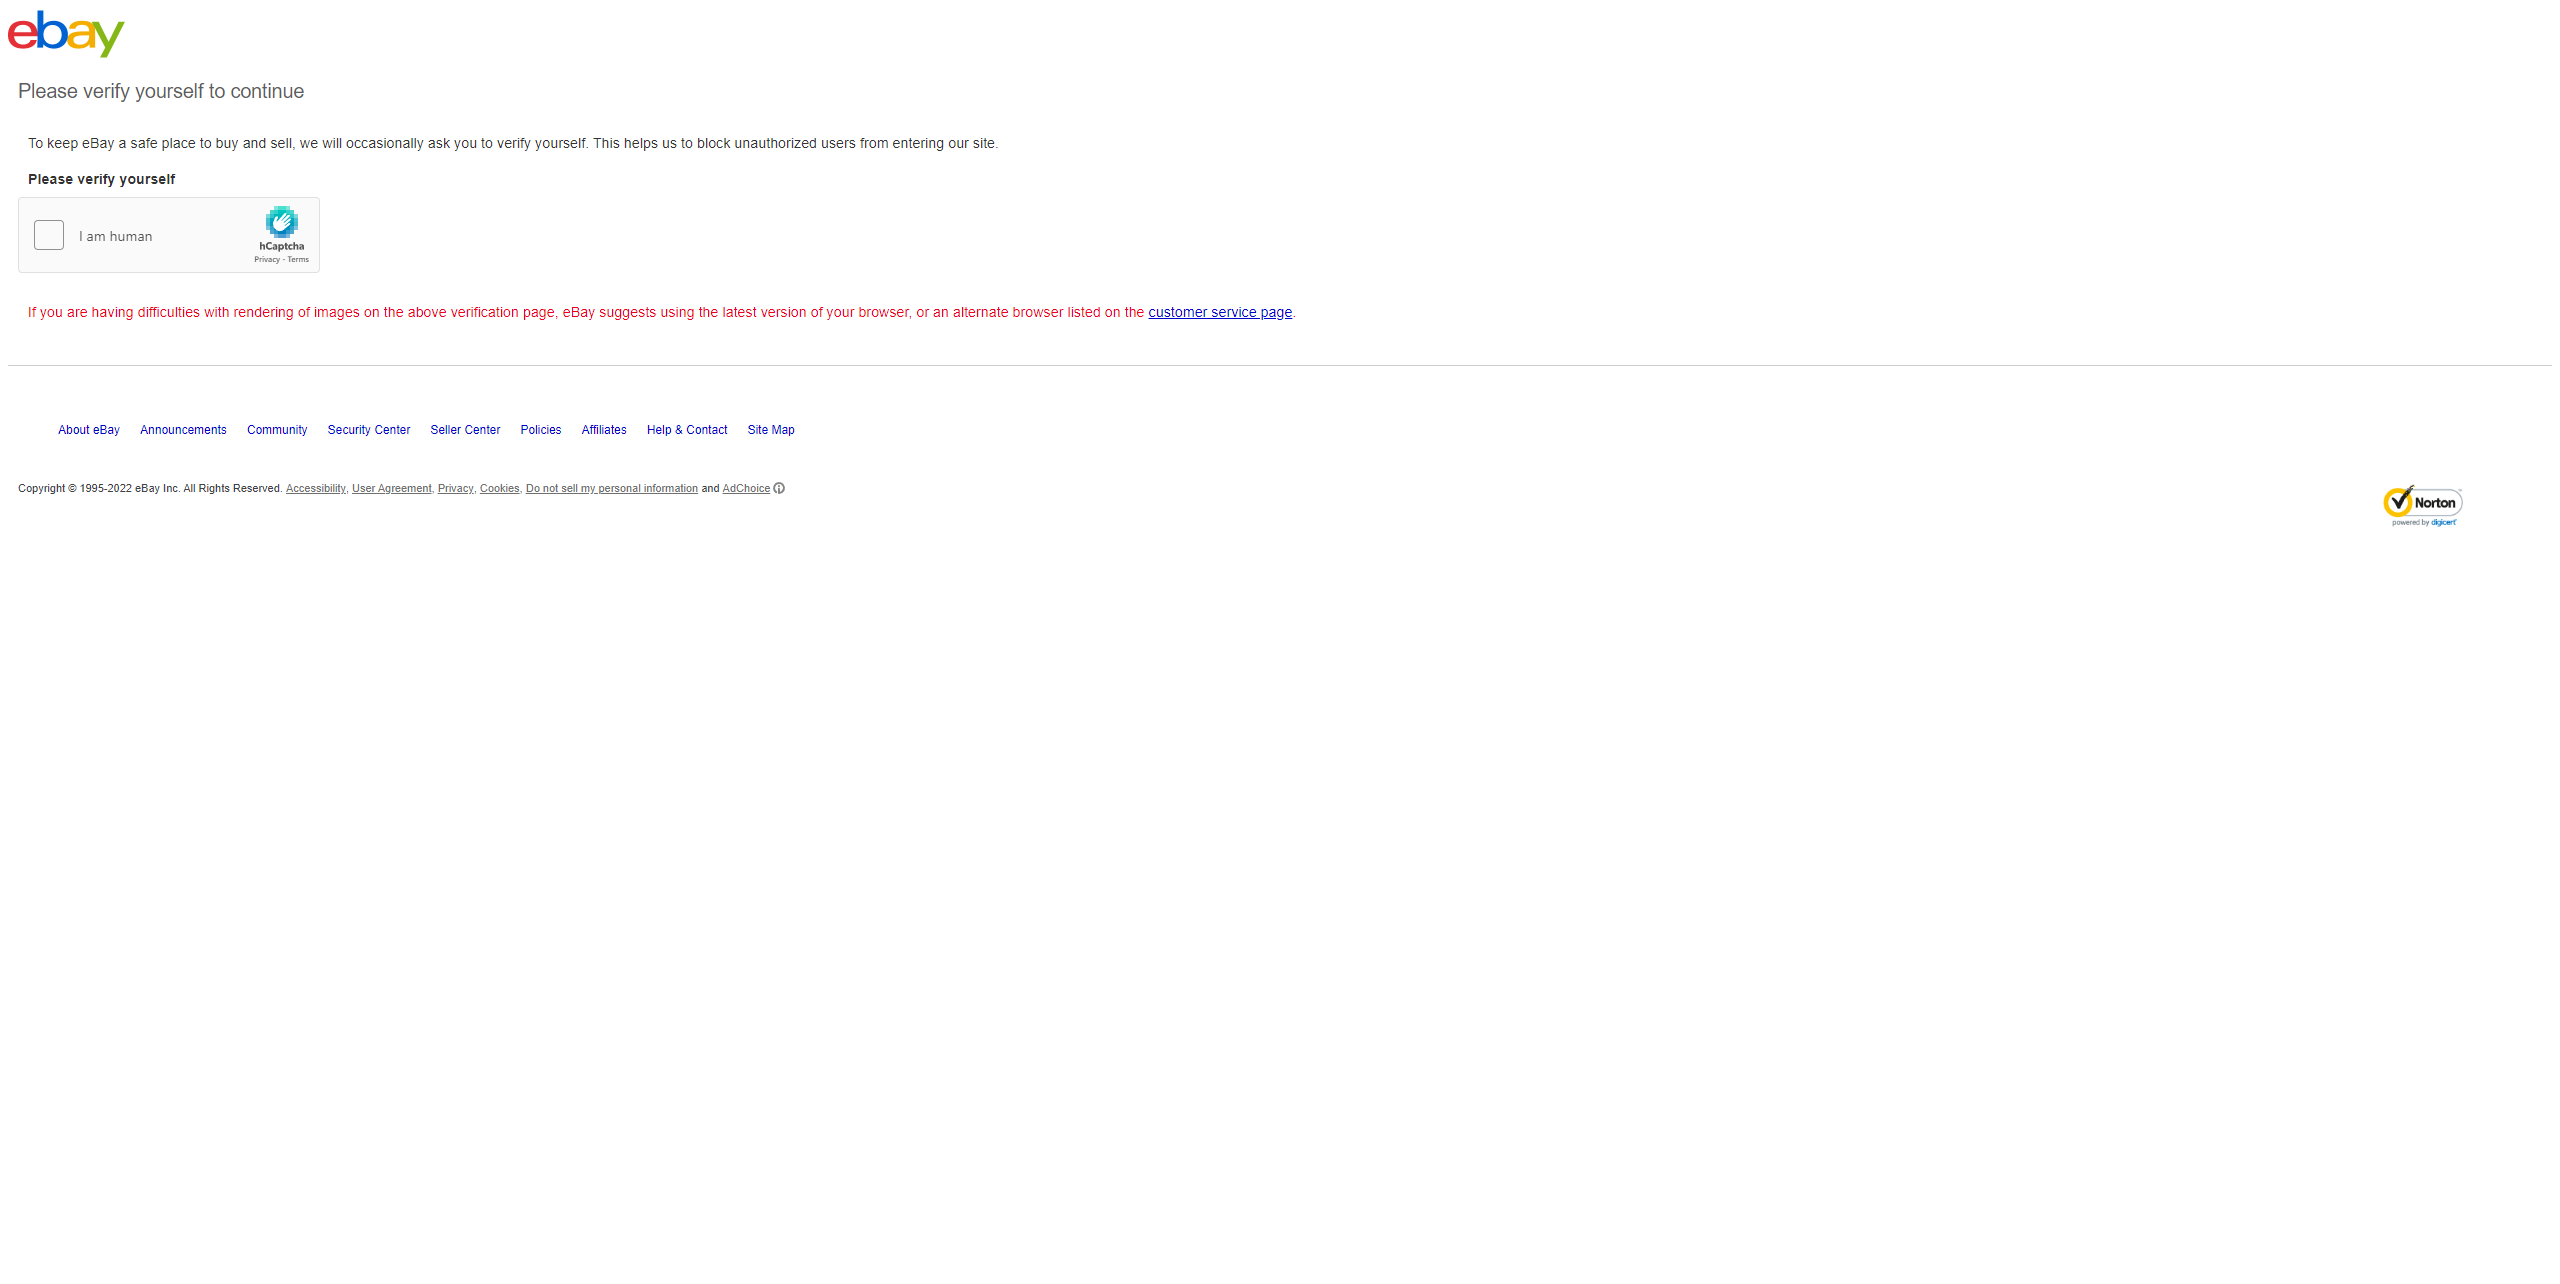 ebay
Please verify yourself to continue
To keep eBay a safe place to buy and sell, we will occasionally ask you to verify yourself. This helps us to block unauthorized users from entering our site.
Please verify yourself
I am human
hCaptcha
Privacy - Terms
If you are having difficulties with rendering of images on the above verification page, eBay suggests using the latest version of your browser, or an alternate browser listed on the customer service page.
About eBay Announcements Community Security Center Seller Center Policies Affiliates Help & Contact Site Map
Copyright © 1995-2022 eBay Inc. All Rights Reserved. Accessibility, User Agreement, Privacy, Cookies, Do not sell my personal information and AdChoice
Norton
powered by digicert